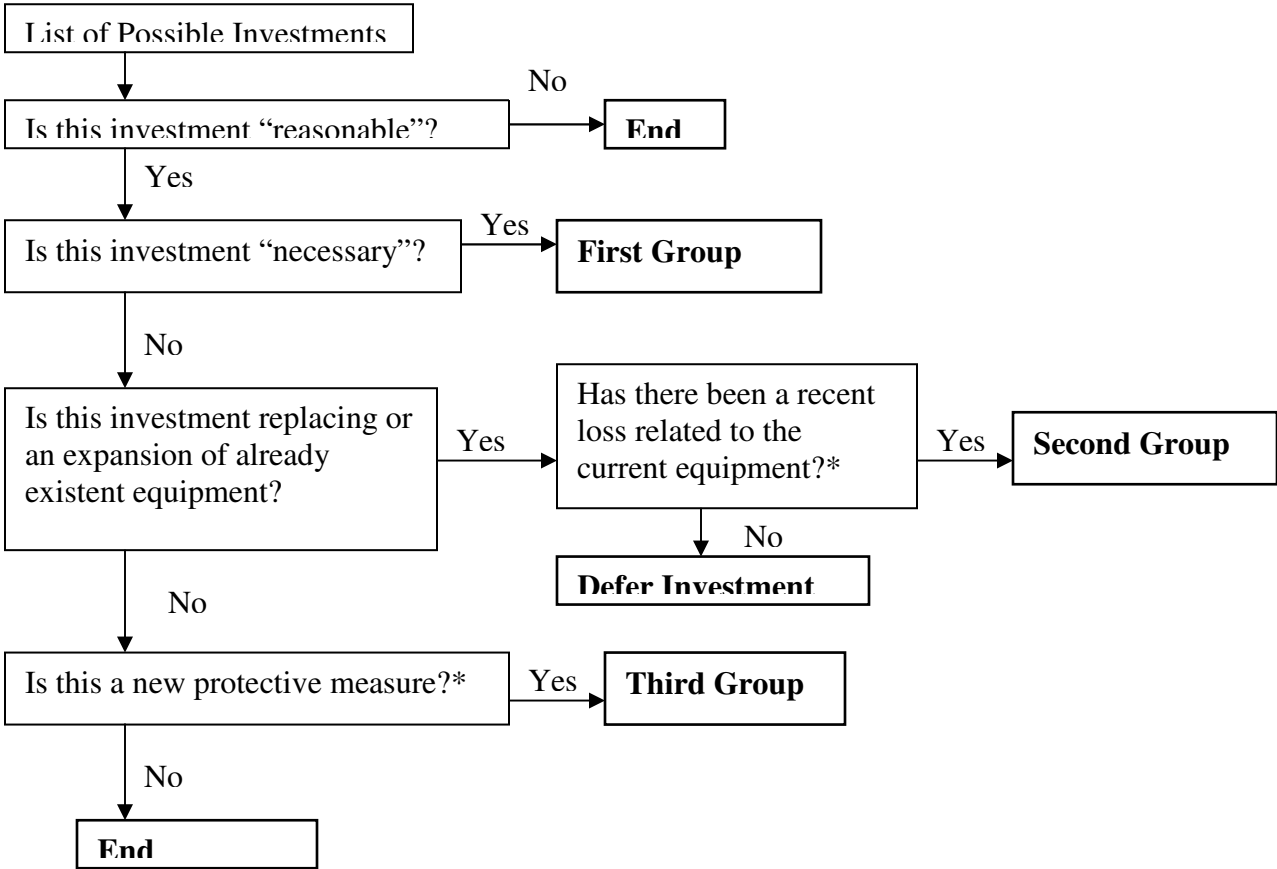 List of Possible Investments
No
Is this investment “reasonable”?
End
Yes
Is this investment “necessary”?
Yes
First Group
No
Is this investment replacing or
an expansion of already
existent equipment?
Yes
Has there been a recent
loss related to the
current equipment?*
Yes
Second Group
No
Defer Investment
No
Is this a new protective measure?*
Yes
Third Group
No
End